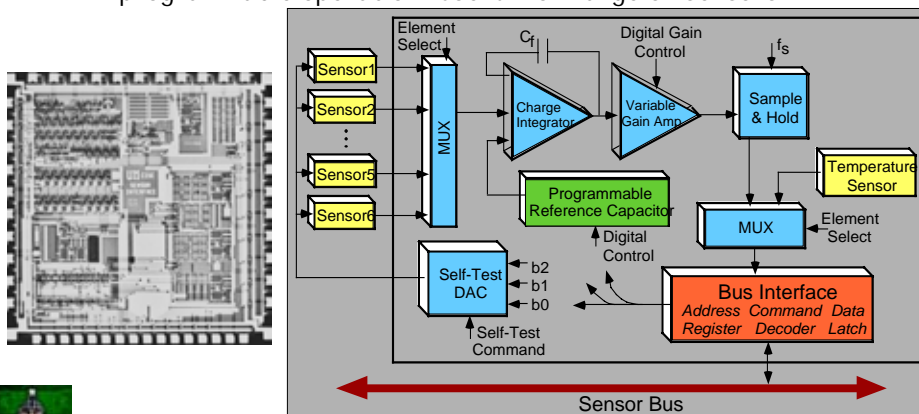 Element
Select
Cf
Digital Gain
Control
fs
Sensor1
Sensor2
Sensor5
Sensor6
MUX
Charge
Integrator
Variable
Gain Amp
Sample
& Hold
Temperature
Sensor
Programmable
Reference Capacitor
Digital
Control
MUX
Element
Select
Self-Test
DAC
b2
b1
b0
Self-Test
Command
Bus Interface
Address Command Data
Register Decoder Latch
Sensor Bus